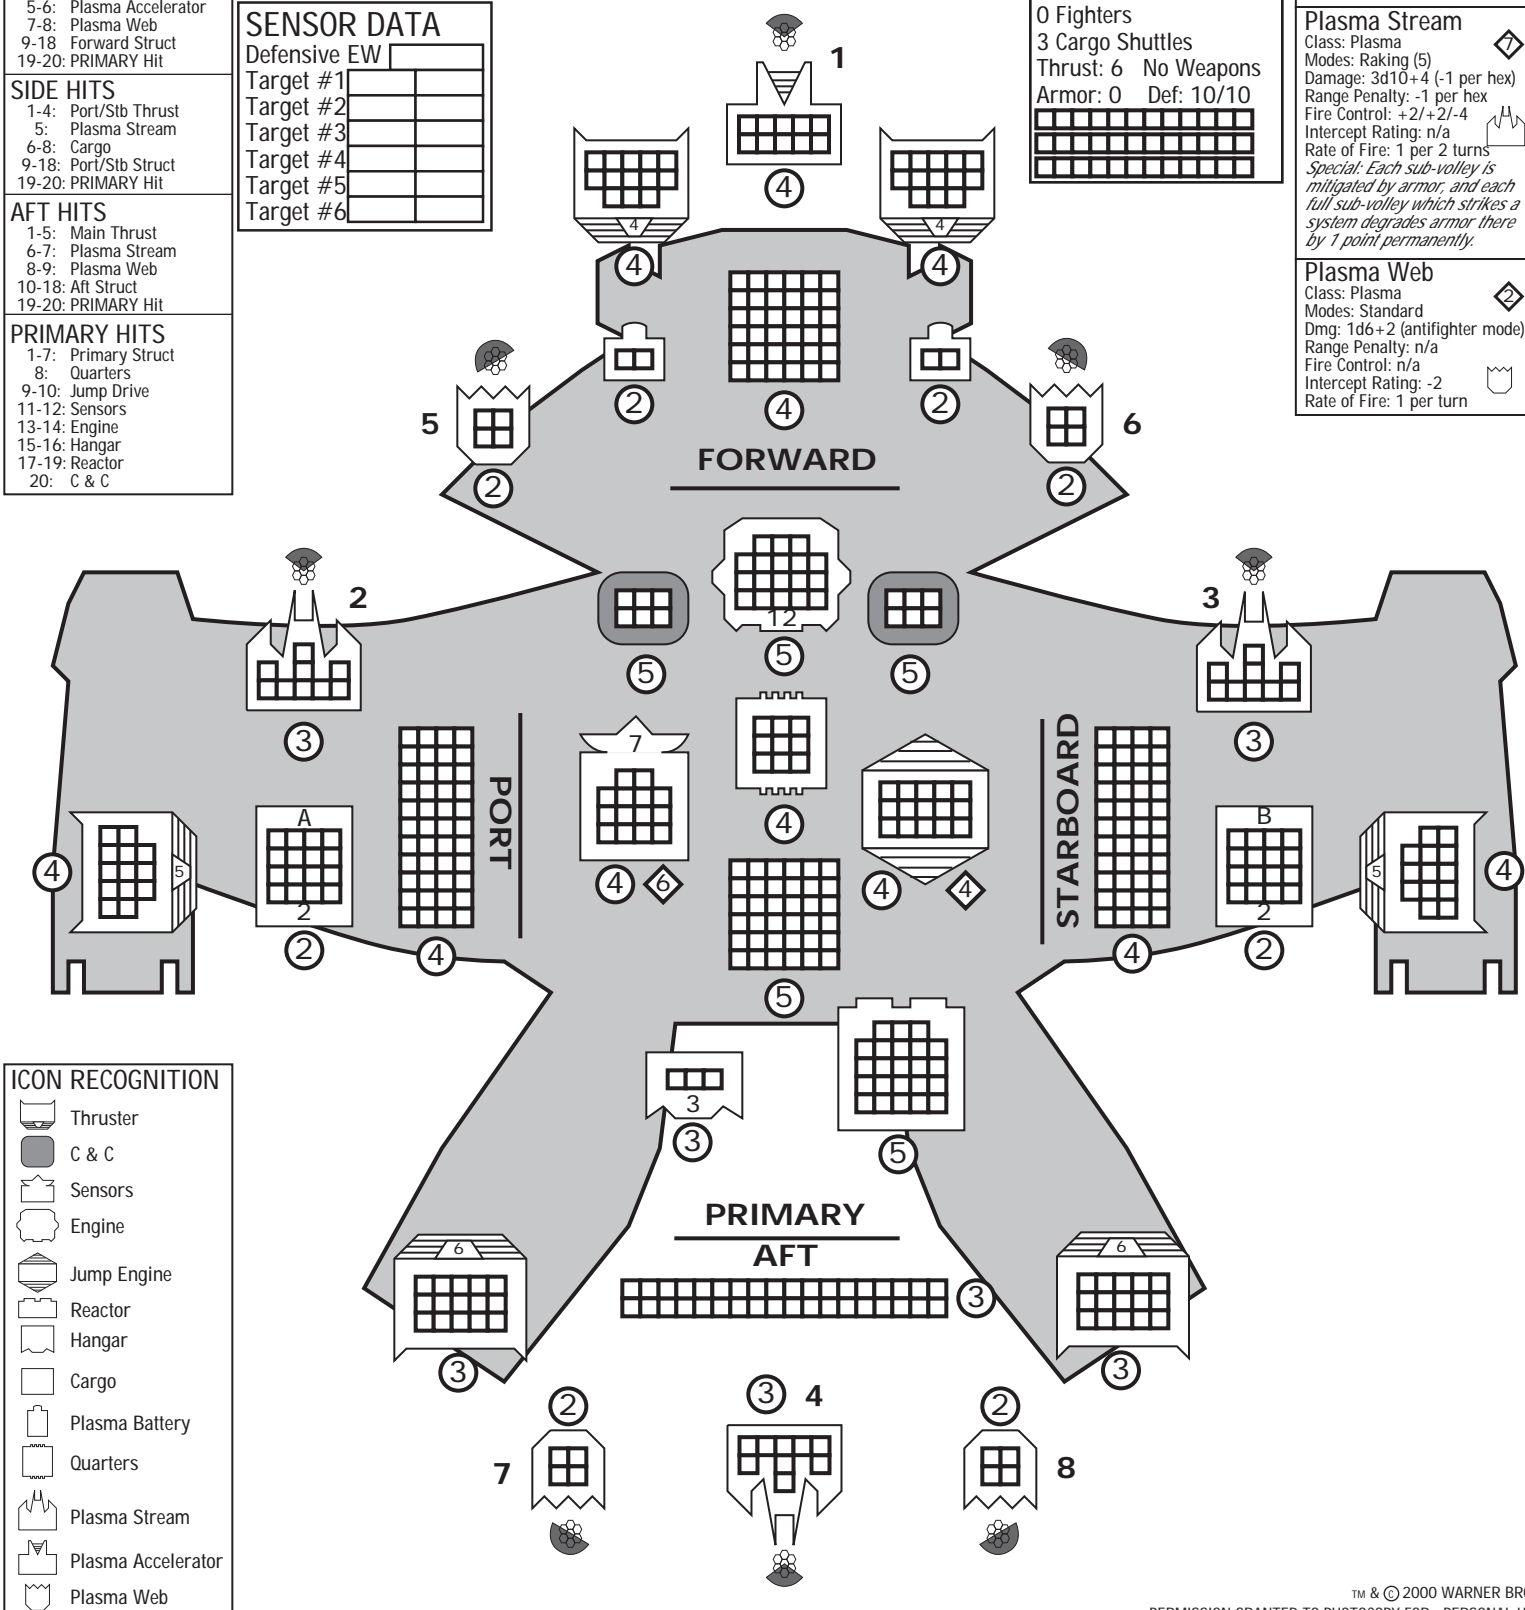 5-6: Plasma Accelerator
7-8: Plasma Web
9-18 Forward Struct
19-20: PRIMARY Hit
SIDE HITS
1-4: Port/Stb Thrust
5: Plasma Stream
6-8: Cargo
9-18: Port/Stb Struct
19-20: PRIMARY Hit
AFT HITS
1-5: Main Thrust
6-7: Plasma Stream
8-9: Plasma Web
10-18: Aft Struct
19-20: PRIMARY Hit
PRIMARY HITS
1-7: Primary Struct
8: Quarters
9-10: Jump Drive
11-12: Sensors
13-14: Engine
15-16: Hangar
17-19: Reactor
20: C & C
SENSOR DATA
Defensive EW
Target #1
Target #2
Target #3
Target #4
Target #5
Target #6
0 Fighters
3 Cargo Shuttles
Thrust: 6 No Weapons
Armor: 0 Def: 10/10
Plasma Stream
7
Class: Plasma
Modes: Raking (5)
Damage: 3d10+4 (-1 per hex)
Range Penalty: -1 per hex
Fire Control: +2/+2/-4
Intercept Rating: n/a
Rate of Fire: 1 per 2 turns
Special: Each sub-volley is
mitigated by armor, and each
full sub-volley which strikes a
system degrades armor there
by 1 point permanently.
Plasma Web
2
Class: Plasma
Modes: Standard
Dmg: 1d6+2 (antifighter mode)
Range Penalty: n/a
Fire Control: n/a
Intercept Rating: -2
Rate of Fire: 1 per turn
1
4
4 4
4 4
2 4 2
5 6
FORWARD
2 2
2 3
12
5 5 5
3 3
7
PORT
STARBOARD
4
A B
5 5
4 4
4 6 4 4
2 2
2 4 4 2
5
3
3
5
PRIMARY
AFT
6 6
3
3 3
2 3 4 2
7 8
ICON RECOGNITION
Thruster
C & C
Sensors
Engine
Jump Engine
Reactor
Hangar
Cargo
Plasma Battery
Quarters
Plasma Stream
Plasma Accelerator
Plasma Web
TM & © 2000 WARNER BRO